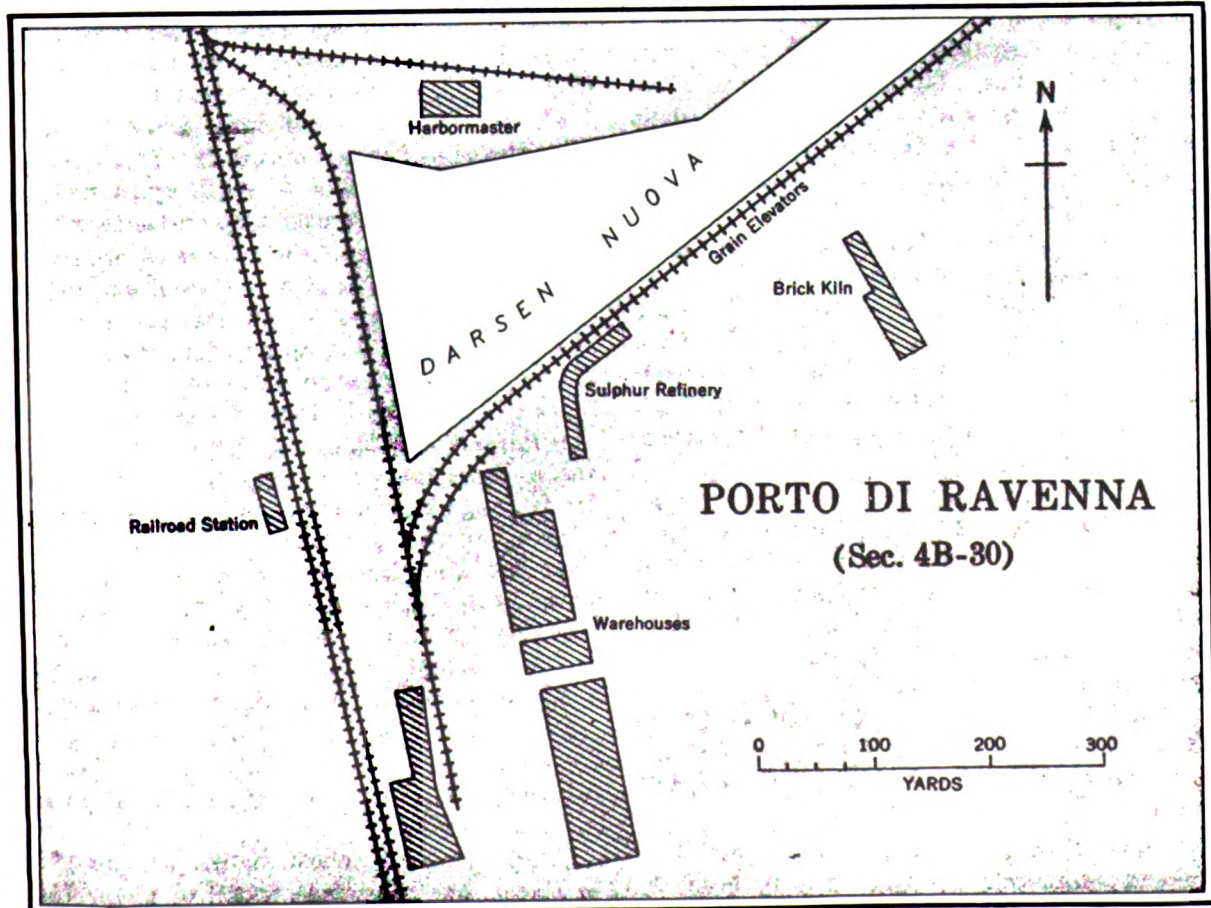 Harbormaster
N
DARSEN NUOVA
Grain Elevators
Brick Kiln
Sulphur Refinery
PORTO DI RAVENNA
(Sec. 4B-30)
Railroad Station
Warehouses
0 100 200 300
YARDS